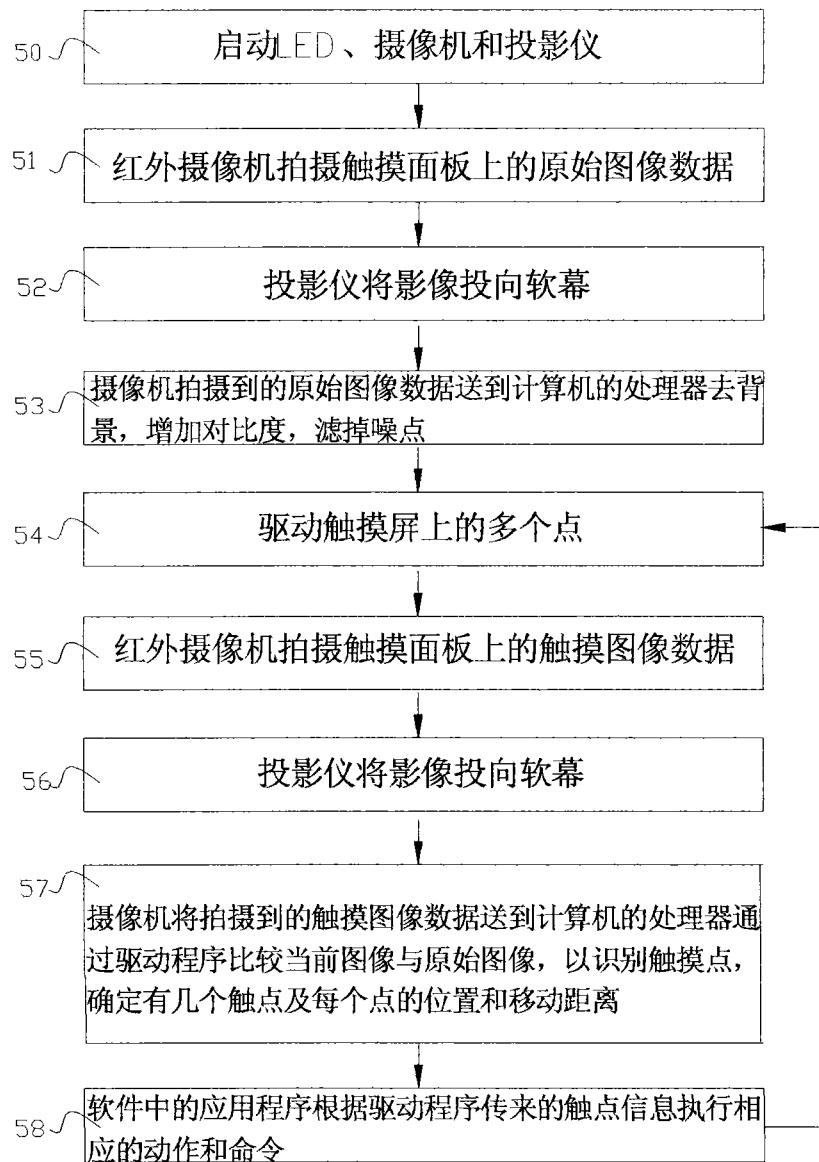 50
启动LED、摄像机和投影仪
51
红外摄像机拍摄触摸面板上的原始图像数据
52
投影仪将影像投向软幕
53
摄像机拍摄到的原始图像数据送到计算机的处理器去背
景，增加对比度，滤掉噪点
54
驱动触摸屏上的多个点
55
红外摄像机拍摄触摸面板上的触摸图像数据
56
投影仪将影像投向软幕
57
摄像机将拍摄到的触摸图像数据送到计算机的处理器通
过驱动程序比较当前图像与原始图像，以识别触摸点，
确定有几个触点及每个点的位置和移动距离
58
软件中的应用程序根据驱动程序传来的触点信息执行相
应的动作和命令